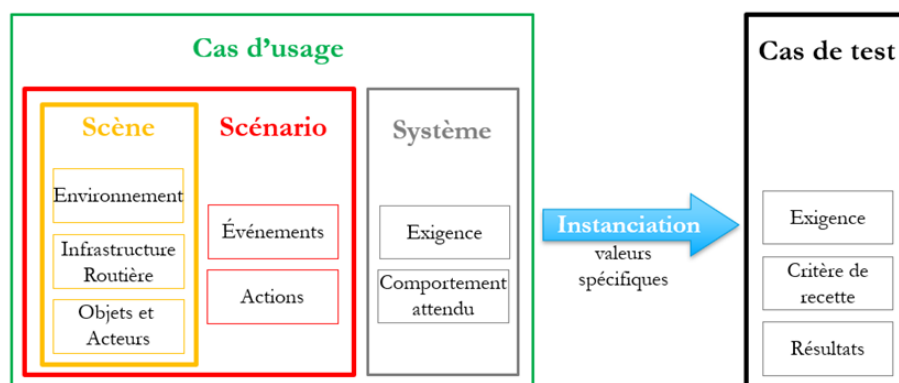 Cas d'usage
Scène
Environnement
Infrastructure
Routière
Objets et
Acteurs
Scénario
Événements
Actions
Système
Exigence
Comportement
attendu
Instanciation
valeurs
spécifiques
Cas de test
Exigence
Critère de
recette
Résultats